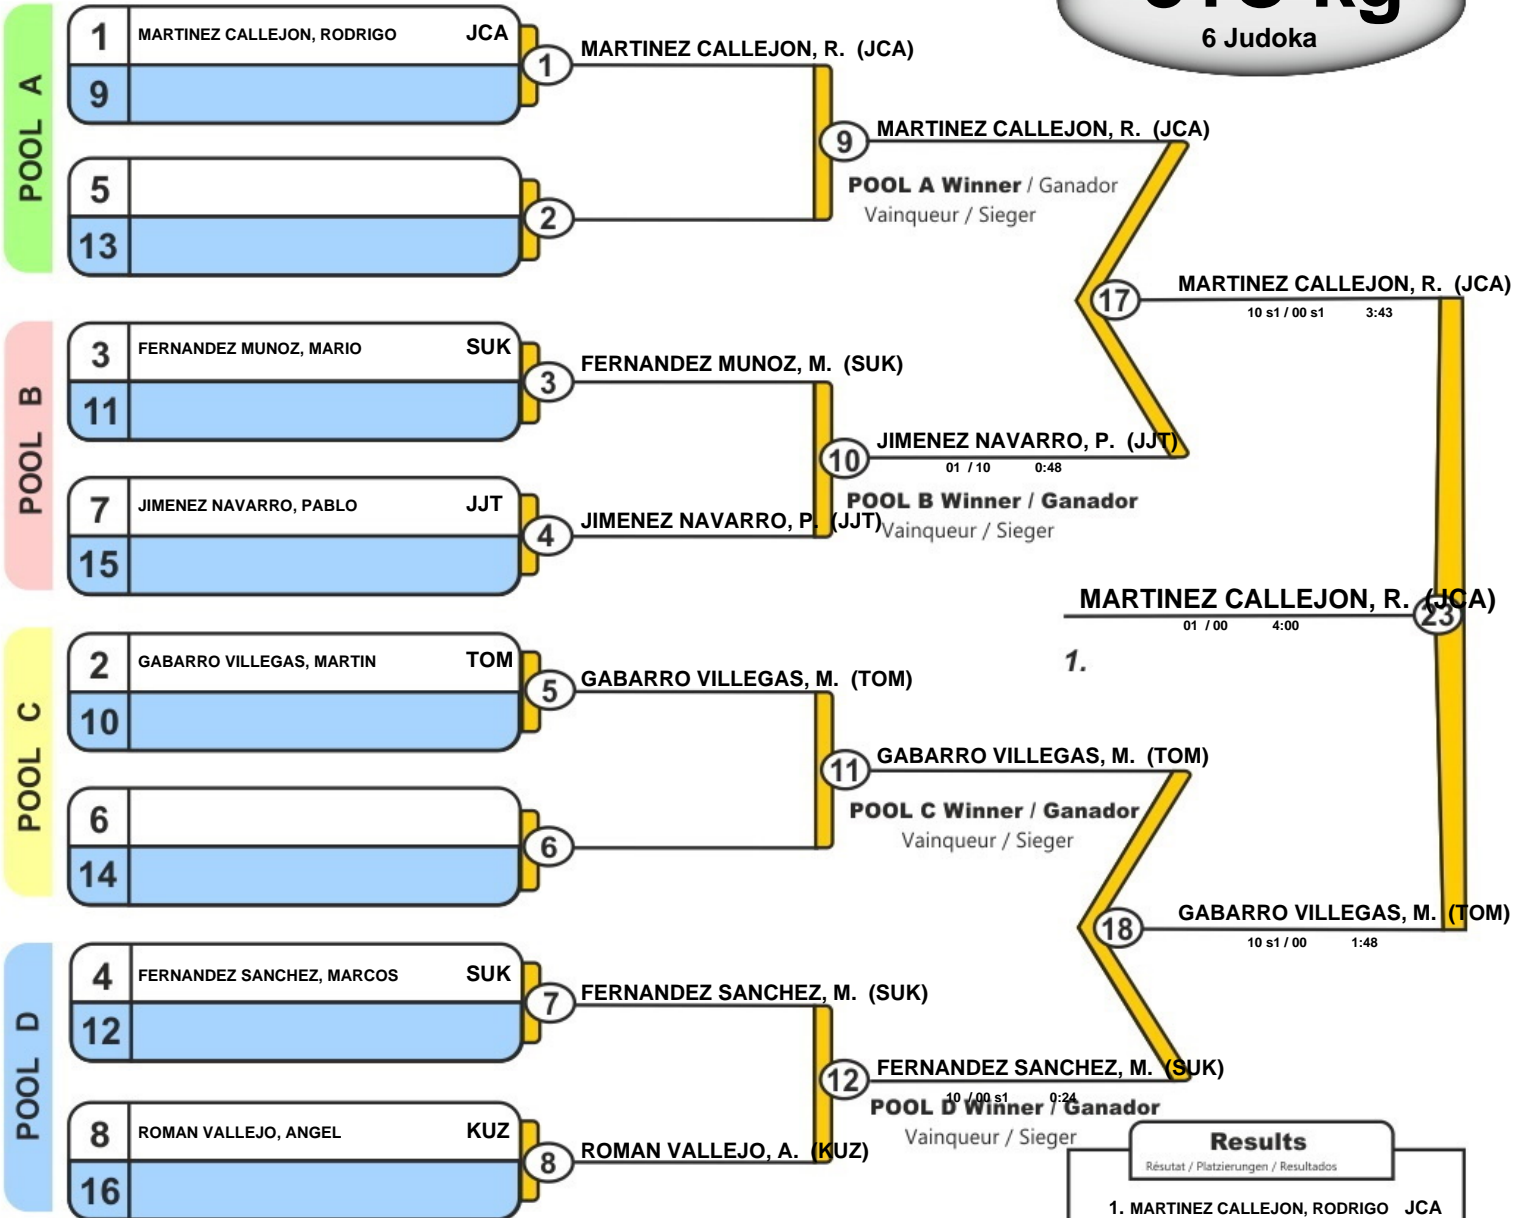 6 Judoka
POOL A
1 MARTINEZ CALLEJON, RODRIGO JCA
9
5
13
1
2
MARTINEZ CALLEJON, R. (JCA)
9
MARTINEZ CALLEJON, R. (JCA)
POOL A Winner / Ganador
Vainqueur / Sieger
17
MARTINEZ CALLEJON, R. (JCA)
10 s1 / 00 s1 3:43
POOL B
3 FERNANDEZ MUNOZ, MARIO SUK
11
7 JIMENEZ NAVARRO, PABLO JJT
15
3
4
FERNANDEZ MUNOZ, M. (SUK)
JIMENEZ NAVARRO, P. (JJT)
10
JIMENEZ NAVARRO, P. (JJT)
01 / 10 0:48
POOL B Winner / Ganador
Vainqueur / Sieger
MARTINEZ CALLEJON, R. (JCA)
23
01 / 00 4:00
1.
POOL C
2 GABARRO VILLEGAS, MARTIN TOM
10
6
14
5
6
GABARRO VILLEGAS, M. (TOM)
11
GABARRO VILLEGAS, M. (TOM)
POOL C Winner / Ganador
Vainqueur / Sieger
18
GABARRO VILLEGAS, M. (TOM)
10 s1 / 00 1:48
POOL D
4 FERNANDEZ SANCHEZ, MARCOS SUK
12
8 ROMAN VALLEJO, ANGEL KUZ
16
7
8
FERNANDEZ SANCHEZ, M. (SUK)
ROMAN VALLEJO, A. (KUZ)
12
FERNANDEZ SANCHEZ, M. (SUK)
10 / 00 s1 0:24
POOL D Winner / Ganador
Vainqueur / Sieger
Results
Résutat / Platzierungen / Resultados
1. MARTINEZ CALLEJON, RODRIGO JCA